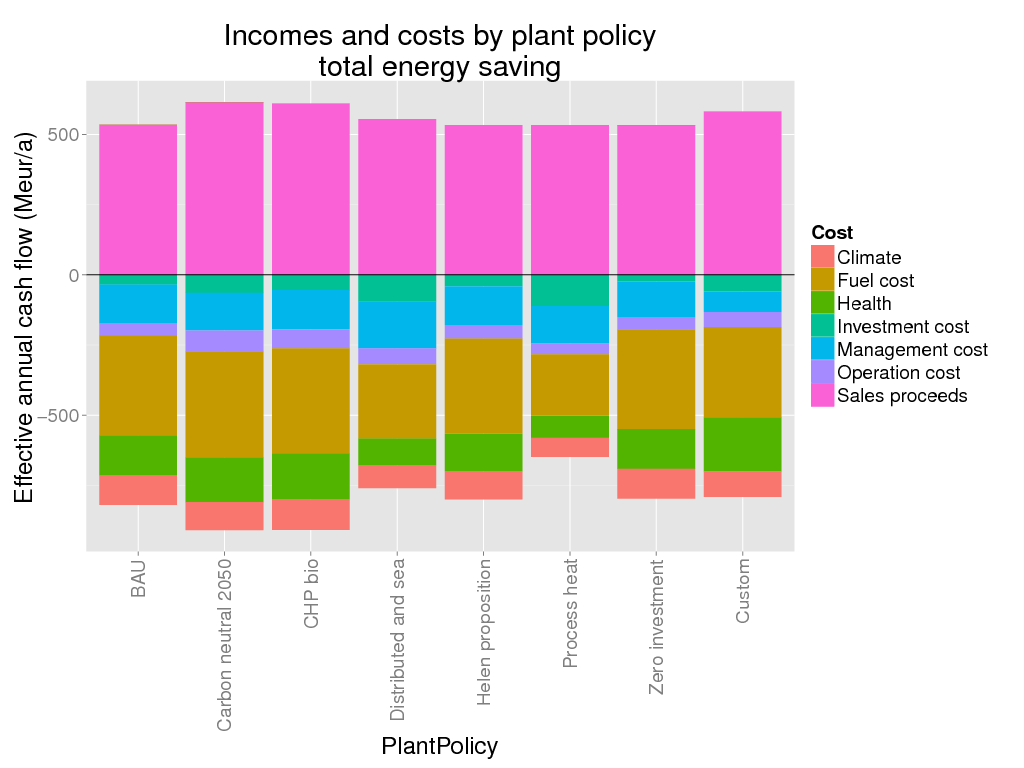 Incomes and costs by plant policy
total energy saving
Effective annual cash flow (Meur/a)
500
0
−500
BAU
Carbon neutral 2050
CHP bio
Distributed and sea
Helen proposition
Process heat
Zero investment
Custom
PlantPolicy
Cost
Climate
Fuel cost
Health
Investment cost
Management cost
Operation cost
Sales proceeds